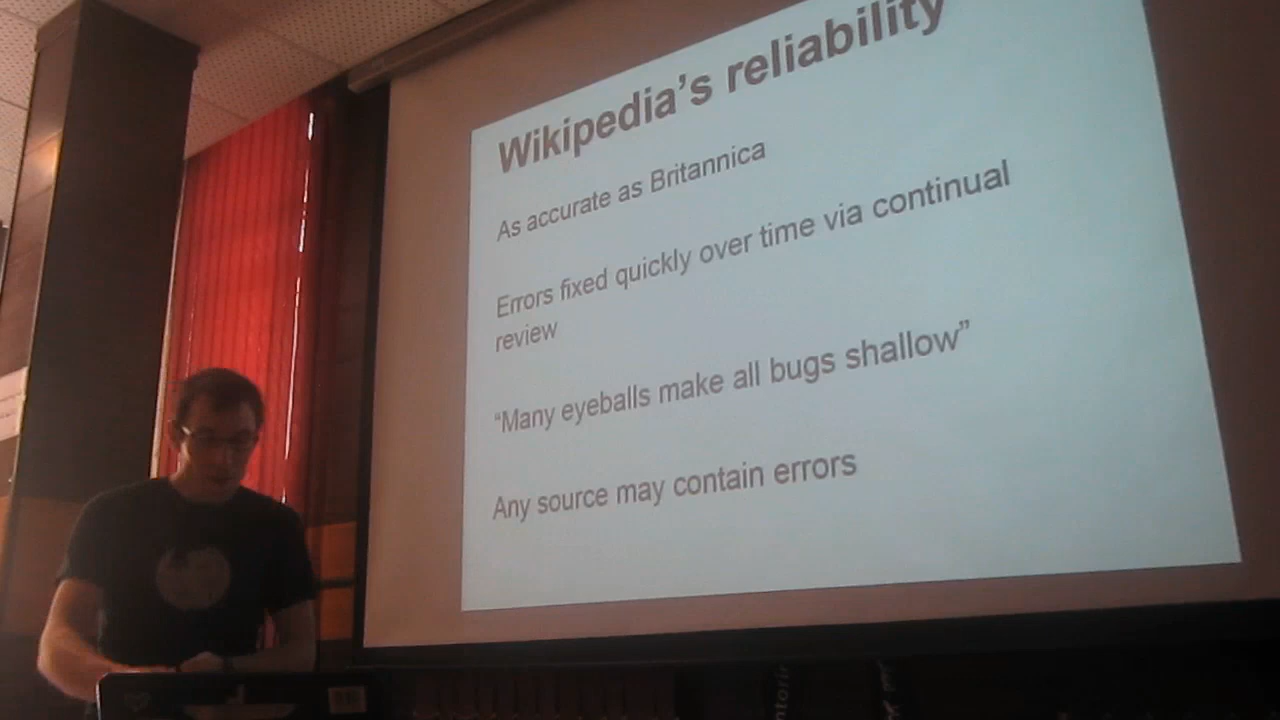 Wikipedia's reliability
As accurate as Britannica
Errors fixed quickly over time via continual
review
“Many eyeballs make all bugs shallow”
Any source may contain errors